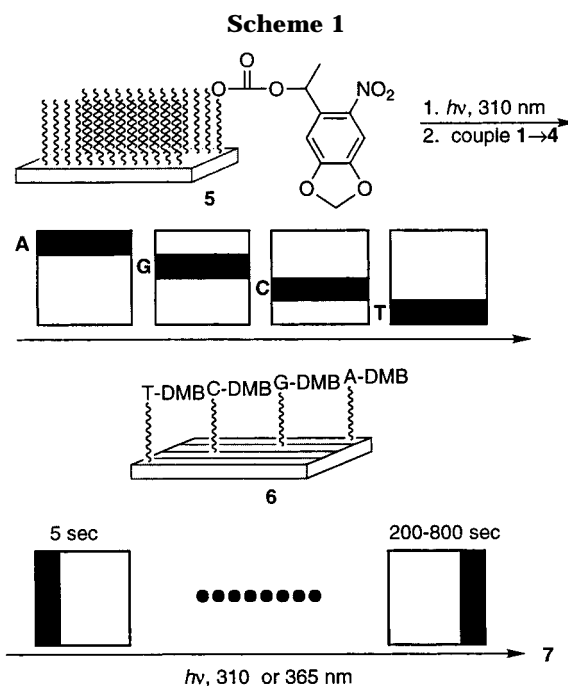 Scheme 1
O
O
O
NO₂
O
O
1. hν, 310 nm
2. couple 1→4
5
A
G
C
T
T-DMB
C-DMB
G-DMB
A-DMB
6
5 sec
200-800 sec
7
hν, 310 or 365 nm